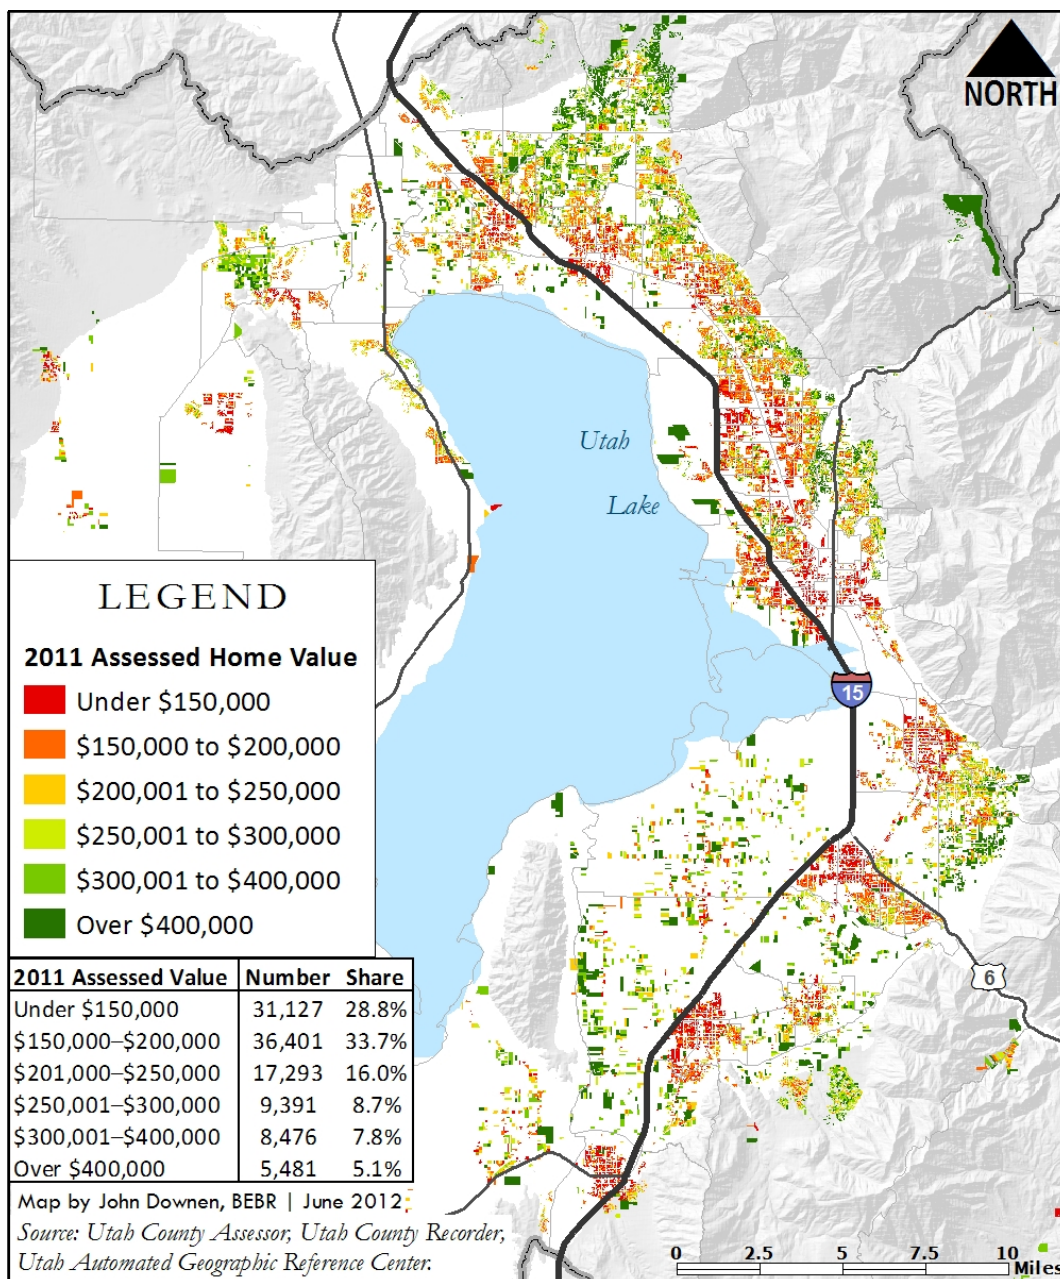 NORTH
Utah
Lake
LEGEND
2011 Assessed Home Value
Under $150,000
$150,000 to $200,000
$200,001 to $250,000
$250,001 to $300,000
$300,001 to $400,000
Over $400,000
15
6
2011 Assessed Value Number Share
Under $150,000 31,127 28.8%
$150,000–$200,000 36,401 33.7%
$201,000–$250,000 17,293 16.0%
$250,001–$300,000 9,391 8.7%
$300,001–$400,000 8,476 7.8%
Over $400,000 5,481 5.1%
Map by John Downen, BEBR | June 2012
Source: Utah County Assessor, Utah County Recorder,
Utah Automated Geographic Reference Center.
0 2.5 5 7.5 10
Miles